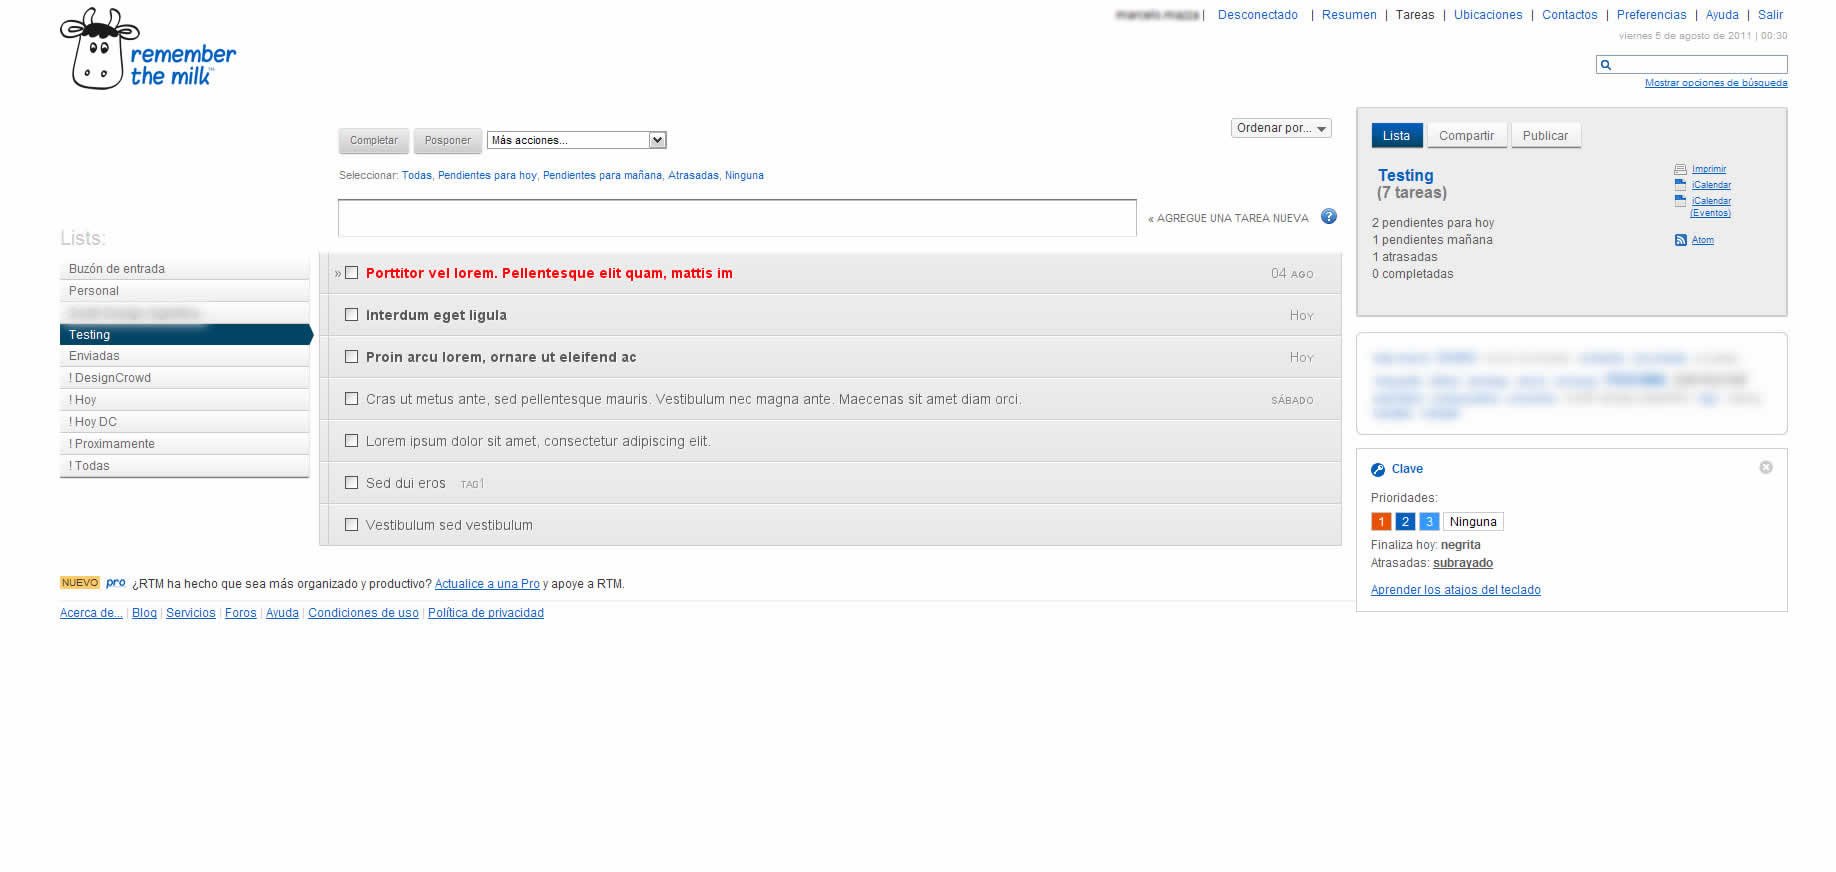 Desconectado | Resumen | Tareas | Ubicaciones | Contactos | Preferencias | Ayuda | Salir
viernes 5 de agosto de 2011 | 00:30
remember
the milk™
Mostrar opciones de búsqueda
Completar Posponer Más acciones...
Ordenar por...
Seleccionar: Todas, Pendientes para hoy, Pendientes para mañana, Atrasadas, Ninguna
« AGREGUE UNA TAREA NUEVA ?
Lists:
Buzón de entrada
Personal
Testing
Enviadas
! DesignCrowd
! Hoy
! Hoy DC
! Proximamente
! Todas
» Porttitor vel lorem. Pellentesque elit quam, mattis im 04 AGO
Interdum eget ligula HOY
Proin arcu lorem, ornare ut eleifend ac HOY
Cras ut metus ante, sed pellentesque mauris. Vestibulum nec magna ante. Maecenas sit amet diam orci. SÁBADO
Lorem ipsum dolor sit amet, consectetur adipiscing elit.
Sed dui eros TAG1
Vestibulum sed vestibulum
Lista Compartir Publicar
Testing
(7 tareas)
2 pendientes para hoy
1 pendientes mañana
1 atrasadas
0 completadas
Imprimir
iCalendar
iCalendar
(Eventos)
Atom
Clave
Prioridades:
1 2 3 Ninguna
Finaliza hoy: negrita
Atrasadas: subrayado
Aprender los atajos del teclado
NUEVO pro ¿RTM ha hecho que sea más organizado y productivo? Actualice a una Pro y apoye a RTM.
Acerca de... | Blog | Servicios | Foros | Ayuda | Condiciones de uso | Política de privacidad